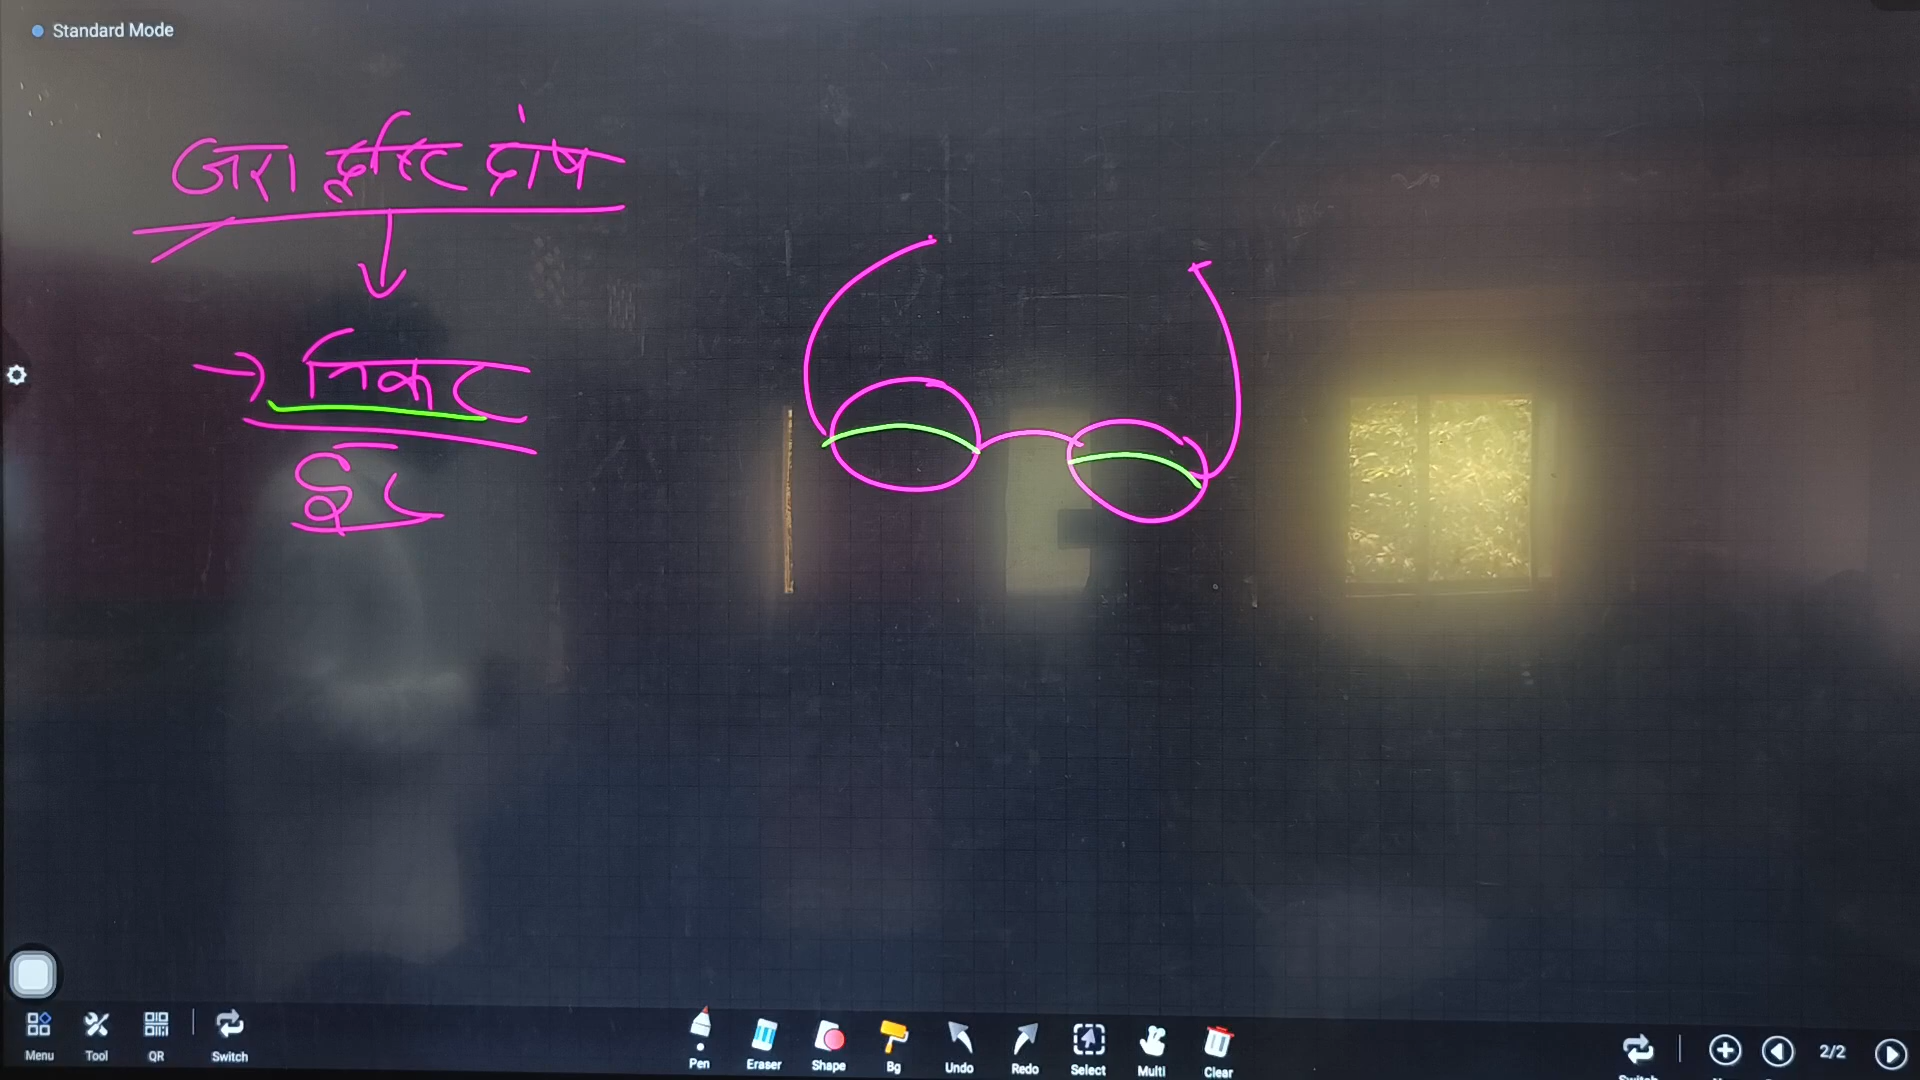 Standard Mode
जरा दृष्टि दोष
निकट
दूर
Menu Tool QR Switch Pen Eraser Shape Bg Undo Redo Select Multi Clear 2/2